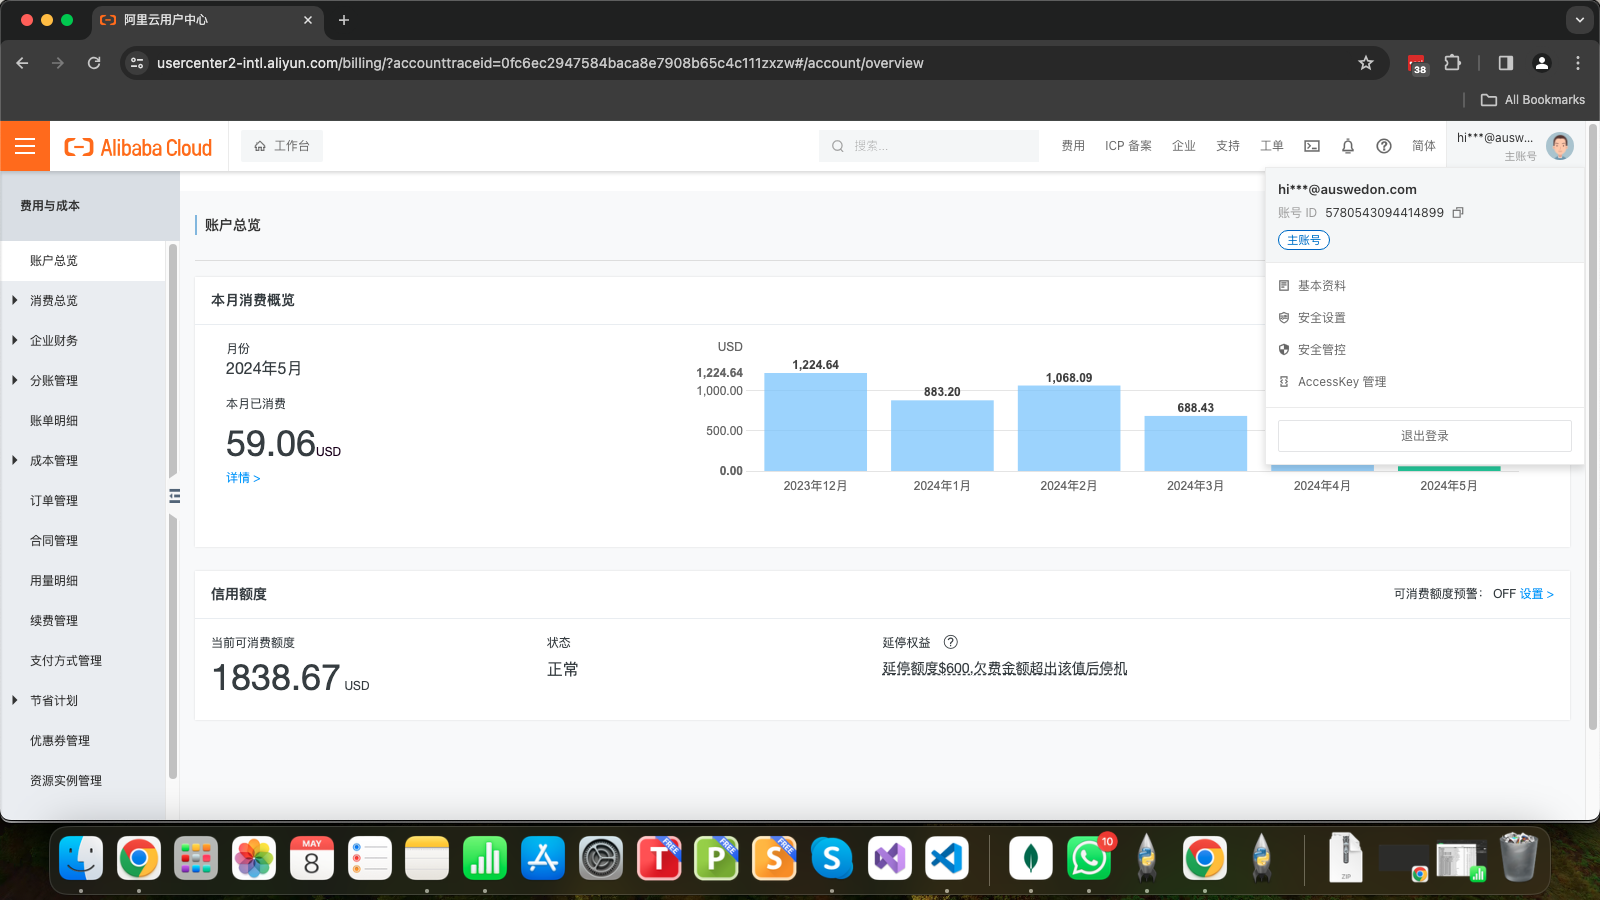 阿里云用户中心
usercenter2-intl.aliyun.com/billing/?accounttraceid=0fc6ec2947584baca8e7908b65c4c111zxzw#/account/overview
38
All Bookmarks
Alibaba Cloud
工作台
搜索...
费用
ICP 备案
企业
支持
工单
简体
hi***@ausw...
主账号
hi***@auswedon.com
账号 ID 5780543094414899
主账号
基本资料
安全设置
安全管控
AccessKey 管理
退出登录
费用与成本
账户总览
消费总览
企业财务
分账管理
账单明细
成本管理
订单管理
合同管理
用量明细
续费管理
支付方式管理
节省计划
优惠券管理
资源实例管理
账户总览
本月消费概览
月份
2024年5月
本月已消费
59.06USD
详情 >
USD
1,224.64
1,000.00
500.00
0.00
1,224.64
883.20
1,068.09
688.43
2023年12月
2024年1月
2024年2月
2024年3月
2024年4月
2024年5月
信用额度
可消费额度预警： OFF 设置 >
当前可消费额度
1838.67 USD
状态
正常
延停权益
延停额度$600,欠费金额超出该值后停机
MAY
8
T
FREE
P
FREE
S
FREE
S
10
ZIP